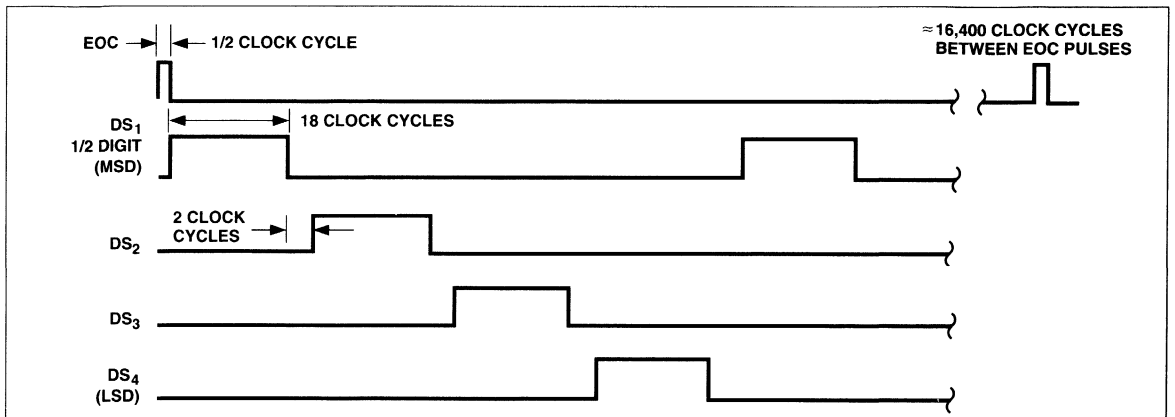 EOC
1/2 CLOCK CYCLE
≈ 16,400 CLOCK CYCLES
BETWEEN EOC PULSES
DS1
1/2 DIGIT
(MSD)
18 CLOCK CYCLES
2 CLOCK
CYCLES
DS2
DS3
DS4
(LSD)